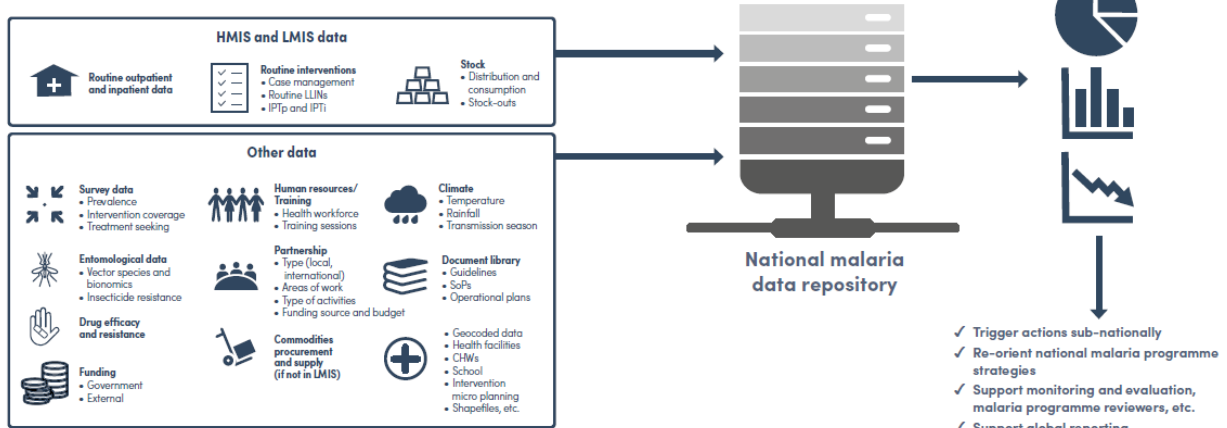 HMIS and LMIS data
Routine outpatient
and inpatient data
Routine interventions
• Case management
• Routine LLINs
• IPTp and IPTi
Stock
• Distribution and
consumption
• Stock-outs
Other data
Survey data
• Prevalence
• Intervention coverage
• Treatment seeking
Human resources/
Training
• Health workforce
• Training sessions
Climate
• Temperature
• Rainfall
• Transmission season
Entomological data
• Vector species and
bionomics
• Insecticide resistance
Partnership
• Type (local,
international)
• Areas of work
• Type of activities
• Funding source and budget
Document library
• Guidelines
• SoPs
• Operational plans
Drug efficacy
and resistance
Commodities
procurement
and supply
(if not in LMIS)
• Geocoded data
• Health facilities
• CHWs
• School
• Intervention
micro planning
• Shapefiles, etc.
Funding
• Government
• External
National malaria
data repository
✓ Trigger actions sub-nationally
✓ Re-orient national malaria programme
strategies
✓ Support monitoring and evaluation,
malaria programme reviewers, etc.
✓ Support global reporting